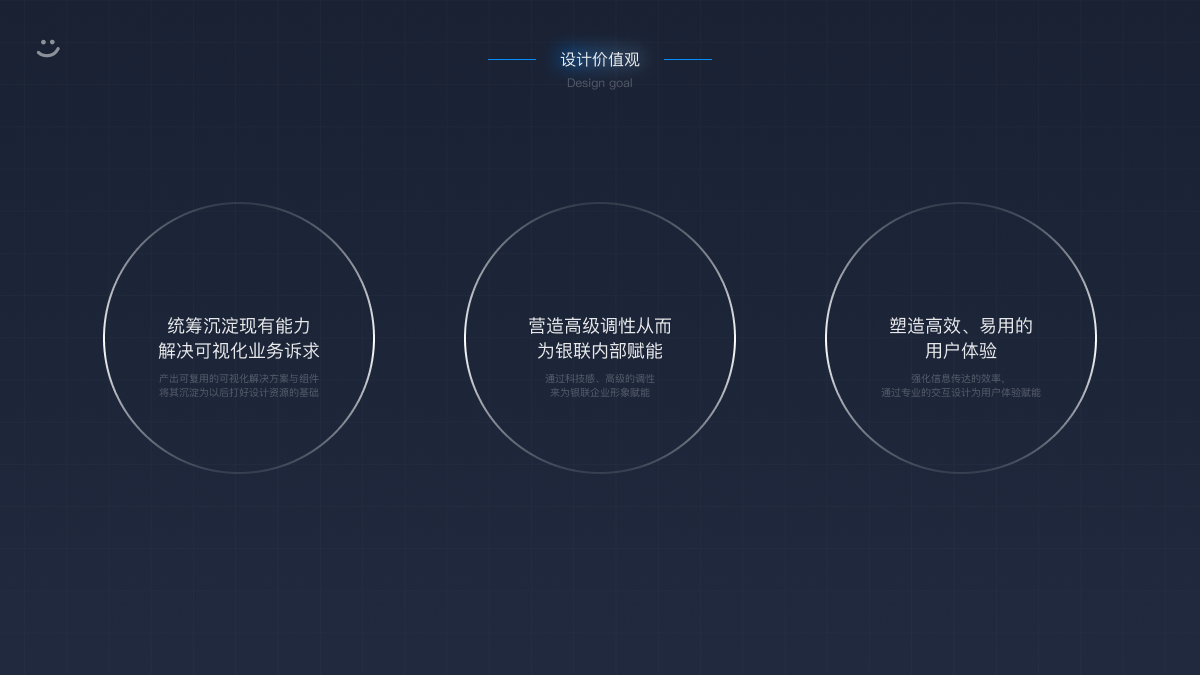 设计价值观
Design goal
统筹沉淀现有能力
解决可视化业务诉求
产出可复用的可视化解决方案与组件
将其沉淀为以后打好设计资源的基础
营造高级调性从而
为银联内部赋能
通过科技感、高级的调性
来为银联企业形象赋能
塑造高效、易用的
用户体验
强化信息传达的效率、
通过专业的交互设计为用户体验赋能